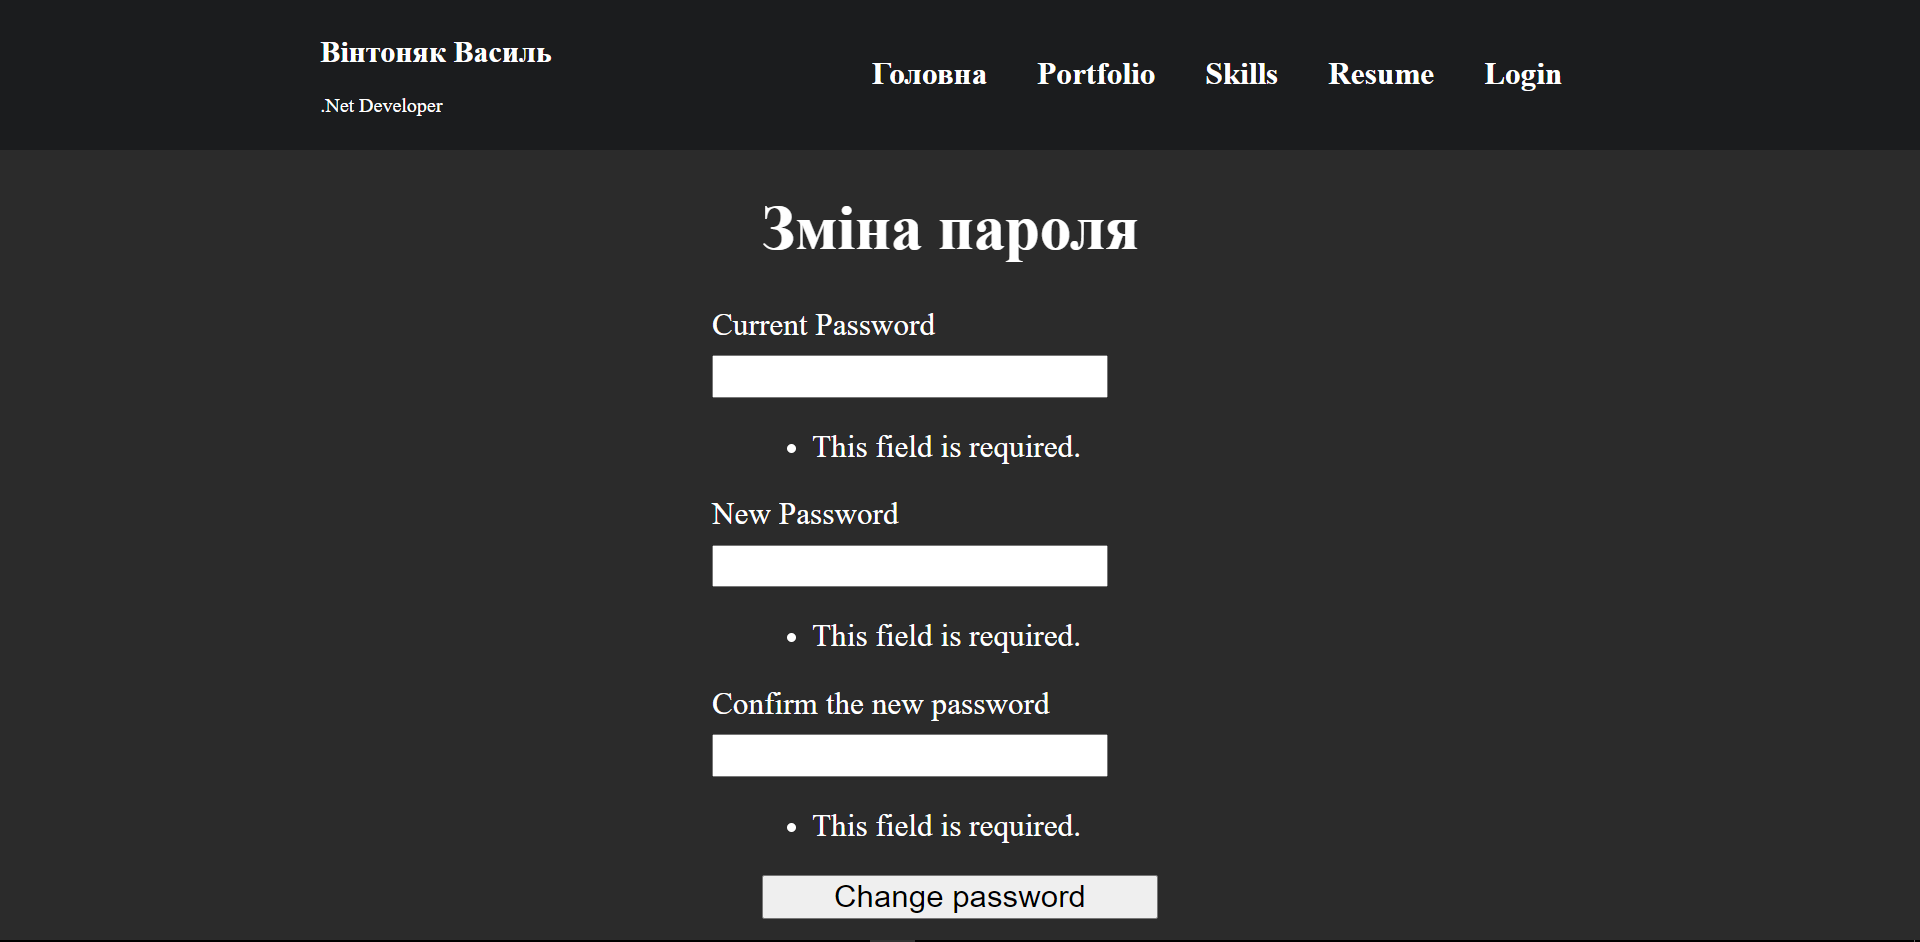 Вінтоняк Василь
.Net Developer
Головна Portfolio Skills Resume Login
Зміна пароля
Current Password
This field is required.
New Password
This field is required.
Confirm the new password
This field is required.
Change password